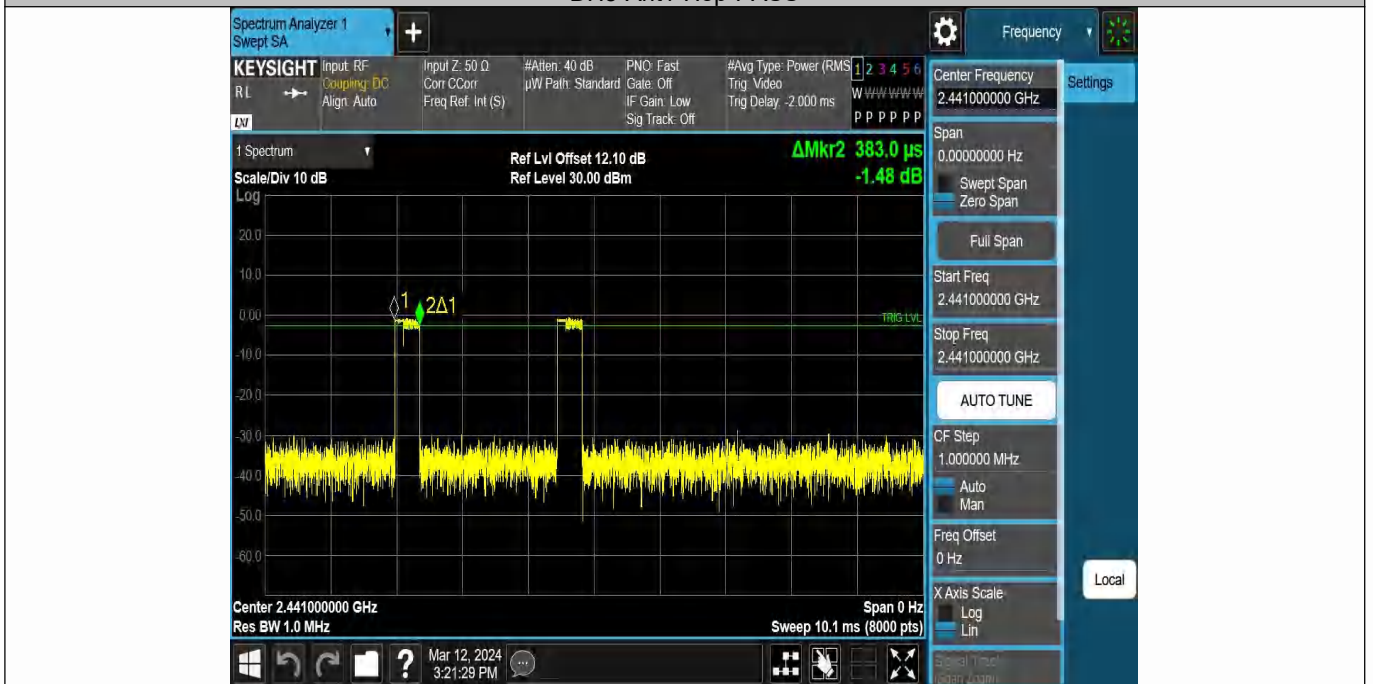 Spectrum Analyzer 1
Swept SA
+
Frequency
KEYSIGHT
RL
LXI
Input: RF
Coupling: DC
Align: Auto
Input Z: 50 Ω
Corr CCorr
Freq Ref: Int (S)
#Atten: 40 dB
µW Path: Standard
PNO: Fast
Gate: Off
IF Gain: Low
Sig Track: Off
#Avg Type: Power (RMS
Trig: Video
Trig Delay: -2.000 ms
1 2 3 4 5 6
W W W W W W
P P P P P P
Center Frequency
2.441000000 GHz
Settings
1 Spectrum
Scale/Div 10 dB
Ref Lvl Offset 12.10 dB
Ref Level 30.00 dBm
ΔMkr2 383.0 µs
-1.48 dB
Span
0.00000000 Hz
Swept Span
Zero Span
Full Span
Start Freq
2.441000000 GHz
Stop Freq
2.441000000 GHz
AUTO TUNE
CF Step
1.000000 MHz
Auto
Man
Freq Offset
0 Hz
X Axis Scale
Log
Lin
Local
Log
20.0
10.0
0.00
-10.0
-20.0
-30.0
-40.0
-50.0
-60.0
1
2Δ1
TRIG LVL
Center 2.441000000 GHz
Res BW 1.0 MHz
Span 0 Hz
Sweep 10.1 ms (8000 pts)
?
Mar 12, 2024
3:21:29 PM